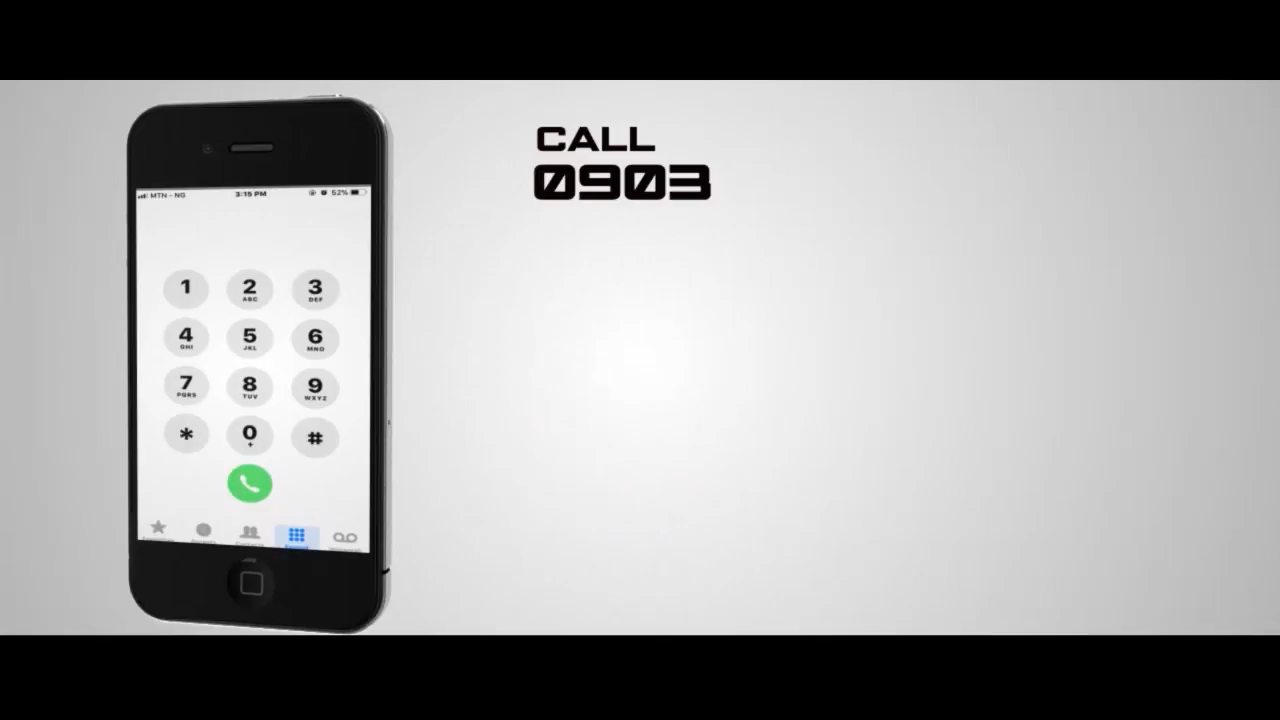 CALL
0903
MTN - NG 3:15 PM 52%
1 2 3
ABC DEF
4 5 6
GHI JKL MNO
7 8 9
PQRS TUV WXYZ
* 0 #
+